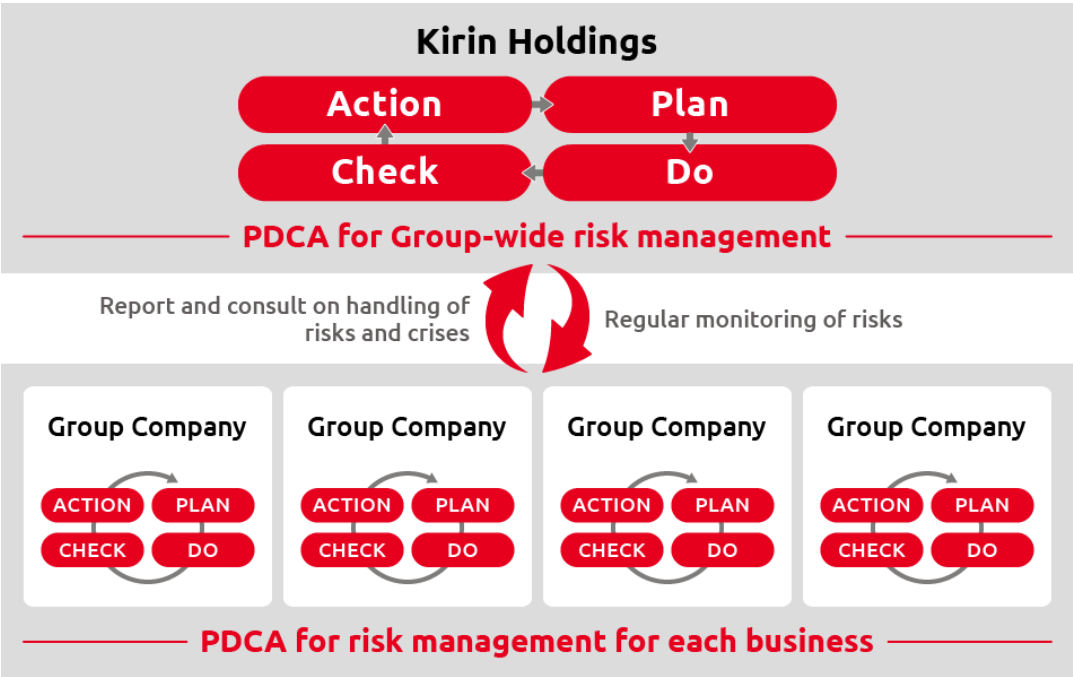 Kirin Holdings
Action
Plan
Check
Do
PDCA for Group-wide risk management
Report and consult on handling of
risks and crises
Regular monitoring of risks
Group Company
ACTION
PLAN
CHECK
DO
Group Company
ACTION
PLAN
CHECK
DO
Group Company
ACTION
PLAN
CHECK
DO
Group Company
ACTION
PLAN
CHECK
DO
PDCA for risk management for each business